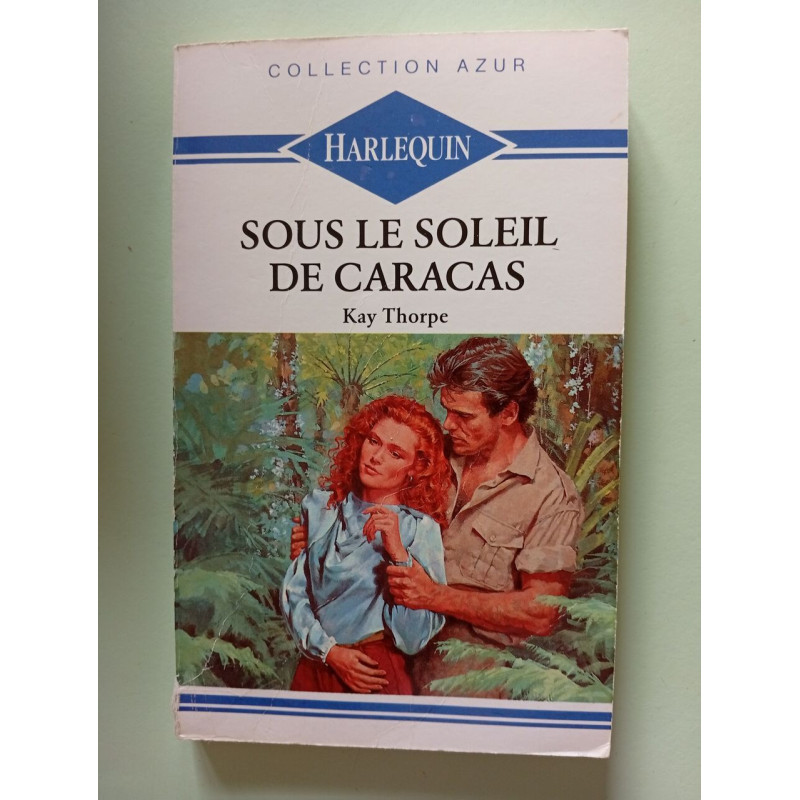 COLLECTION AZUR
HARLEQUIN
SOUS LE SOLEIL
DE CARACAS
Kay Thorpe